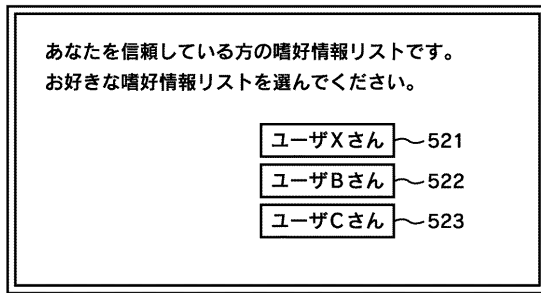 あなたを信頼している方の嗜好情報リストです。
お好きな嗜好情報リストを選んでください。
ユーザXさん 521
ユーザBさん 522
ユーザCさん 523